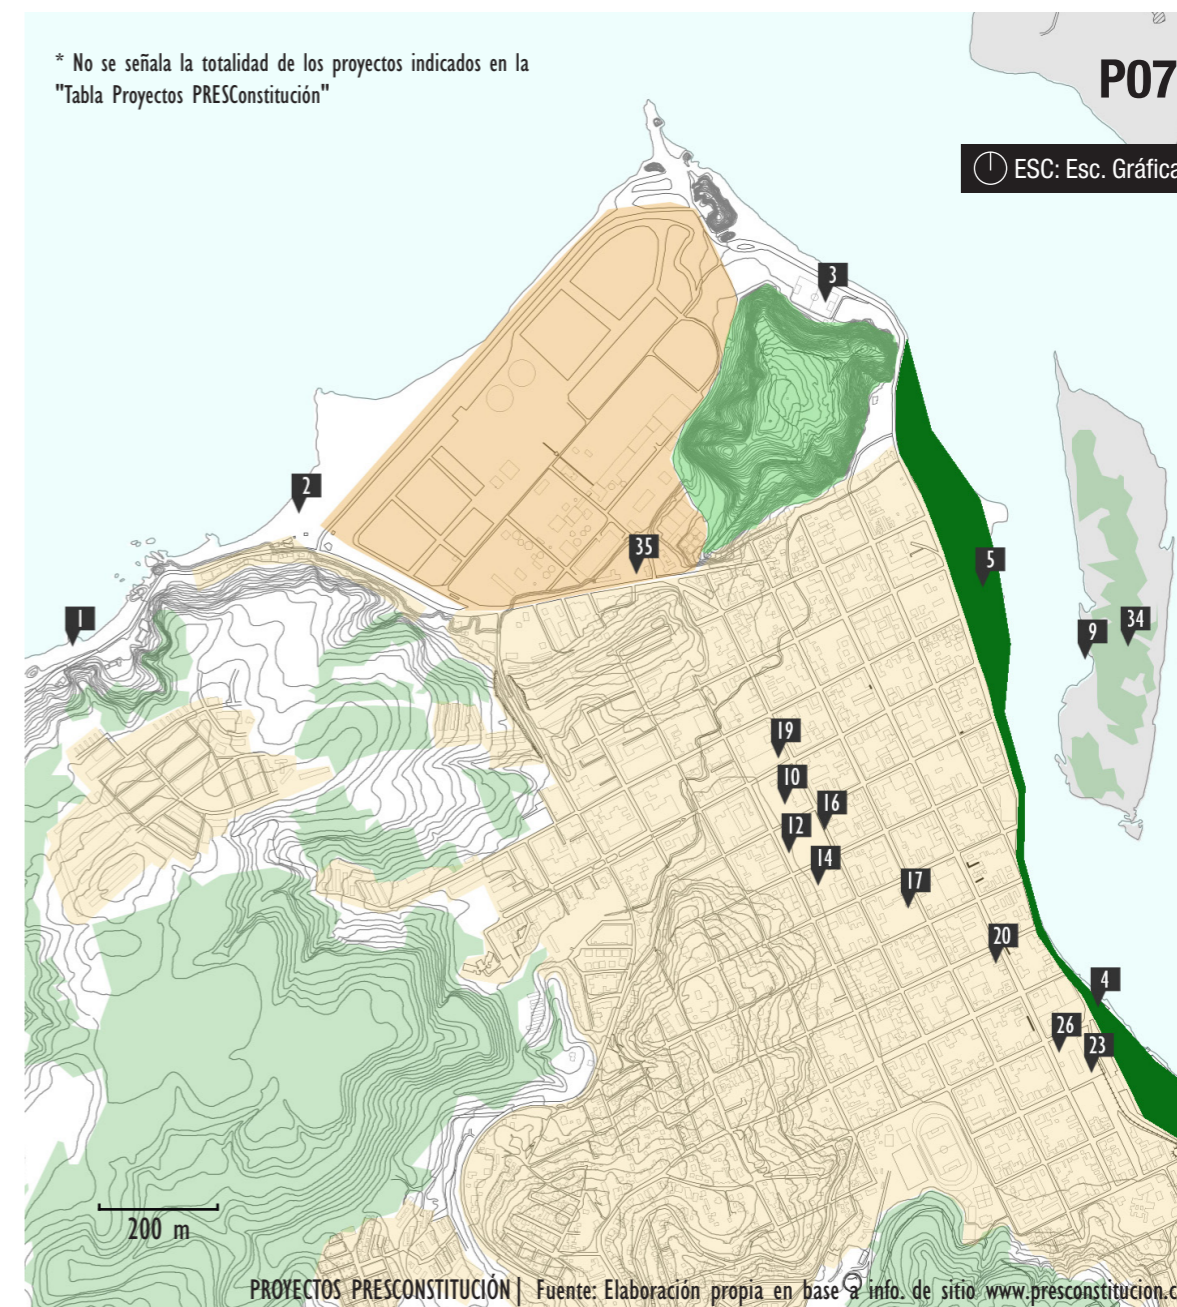 * No se señala la totalidad de los proyectos indicados en la
"Tabla Proyectos PRESConstitución"
P07
ESC: Esc. Gráfica
3
2
35
5
1
9
34
19
10
16
12
14
17
20
4
26
23
200 m
PROYECTOS PRESCONSTITUCIÓN | Fuente: Elaboración propia en base a info. de sitio www.presconstitucion.c